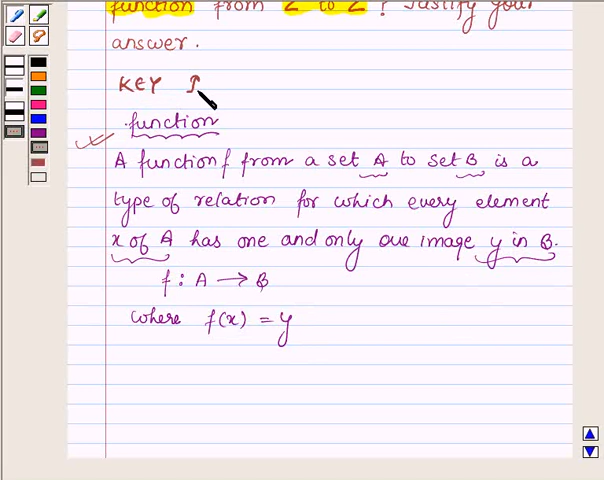 function from Z to Z ? Justify your
answer.
KEY
function
A function f from a set A to set B is a
type of relation for which every element
x of A has one and only one image y in B.
f : A → B
where f(x) = y